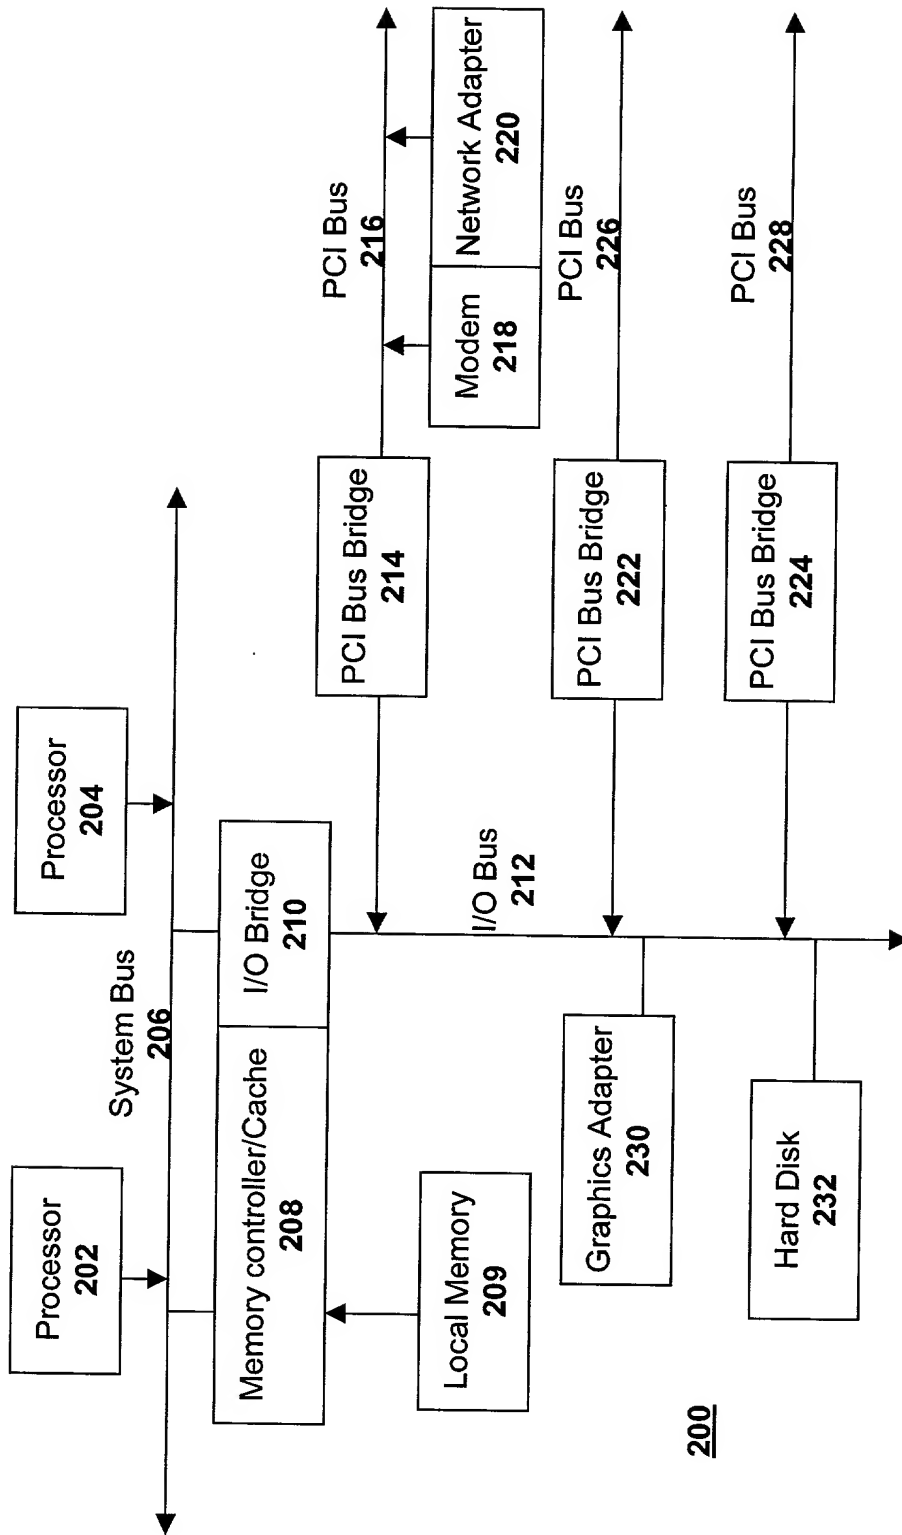 Processor
202
Processor
204
System Bus
206
Memory controller/Cache
208
I/O Bridge
210
Local Memory
209
PCI Bus Bridge
214
PCI Bus
216
Modem
218
Network Adapter
220
I/O Bus
212
Graphics Adapter
230
PCI Bus Bridge
222
PCI Bus
226
Hard Disk
232
PCI Bus Bridge
224
PCI Bus
228
200